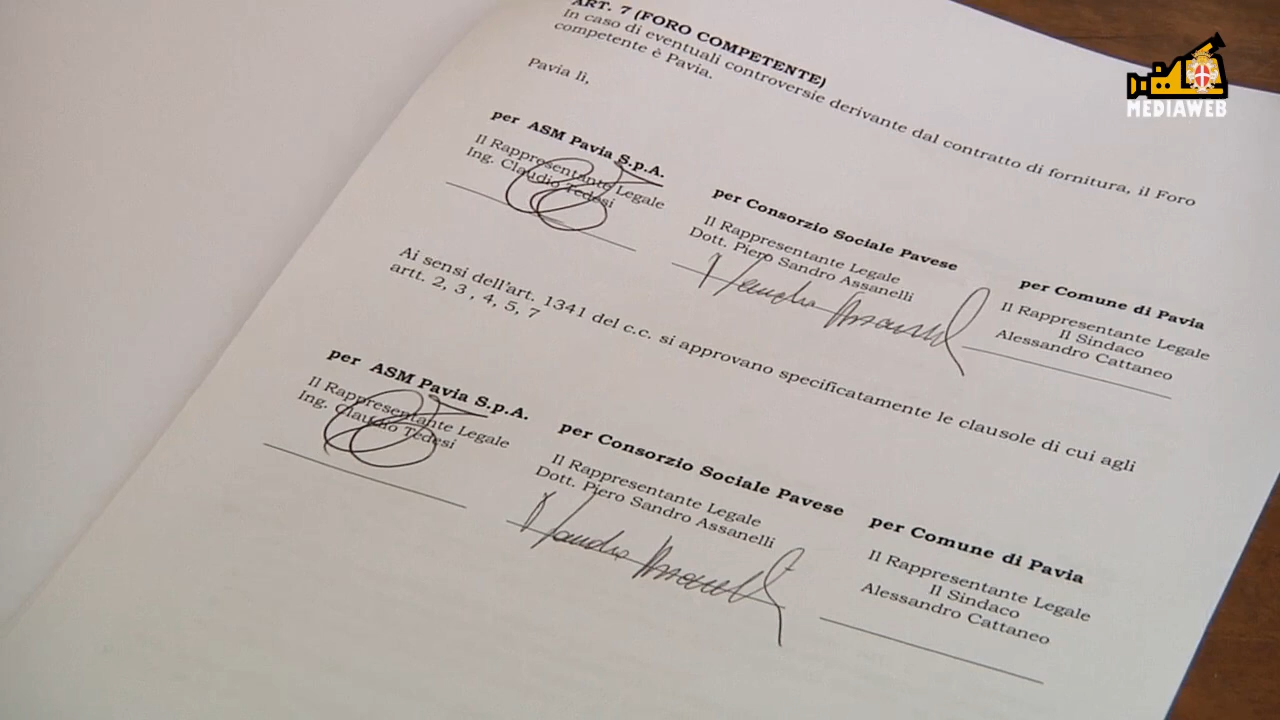 ART. 7 (FORO COMPETENTE)
In caso di eventuali controversie derivante dal contratto di fornitura, il Foro
competente è Pavia.
Pavia lì,
per ASM Pavia S.p.A.
Il Rappresentante Legale
Ing. Claudio Tedesi
per Consorzio Sociale Pavese
Il Rappresentante Legale
Dott. Piero Sandro Assanelli
per Comune di Pavia
Il Rappresentante Legale
Il Sindaco
Alessandro Cattaneo
Ai sensi dell'art. 1341 del c.c. si approvano specificatamente le clausole di cui agli
artt. 2, 3 , 4, 5, 7
per ASM Pavia S.p.A.
Il Rappresentante Legale
Ing. Claudio Tedesi
per Consorzio Sociale Pavese
Il Rappresentante Legale
Dott. Piero Sandro Assanelli
per Comune di Pavia
Il Rappresentante Legale
Il Sindaco
Alessandro Cattaneo
MEDIAWEB